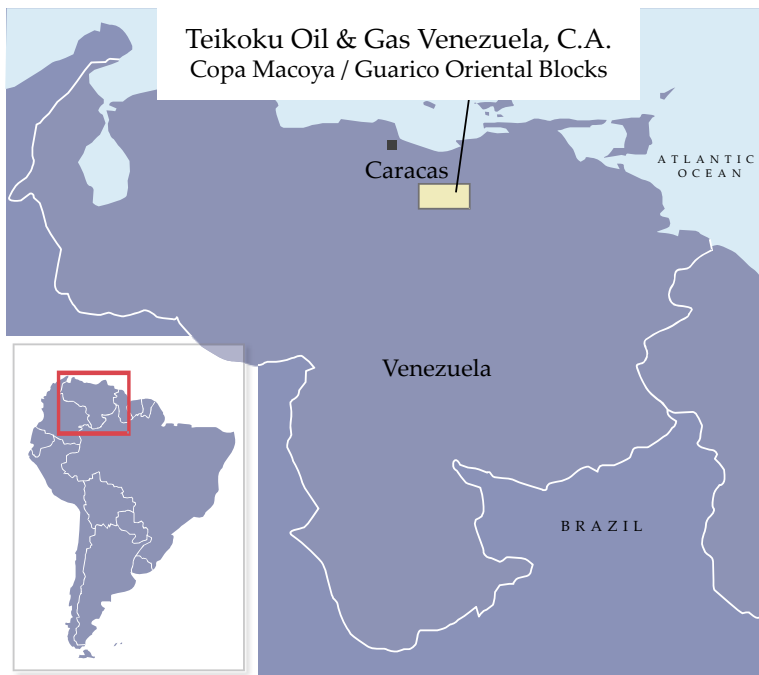 Teikoku Oil & Gas Venezuela, C.A.
Copa Macoya / Guarico Oriental Blocks
Caracas
ATLANTIC
OCEAN
Venezuela
BRAZIL